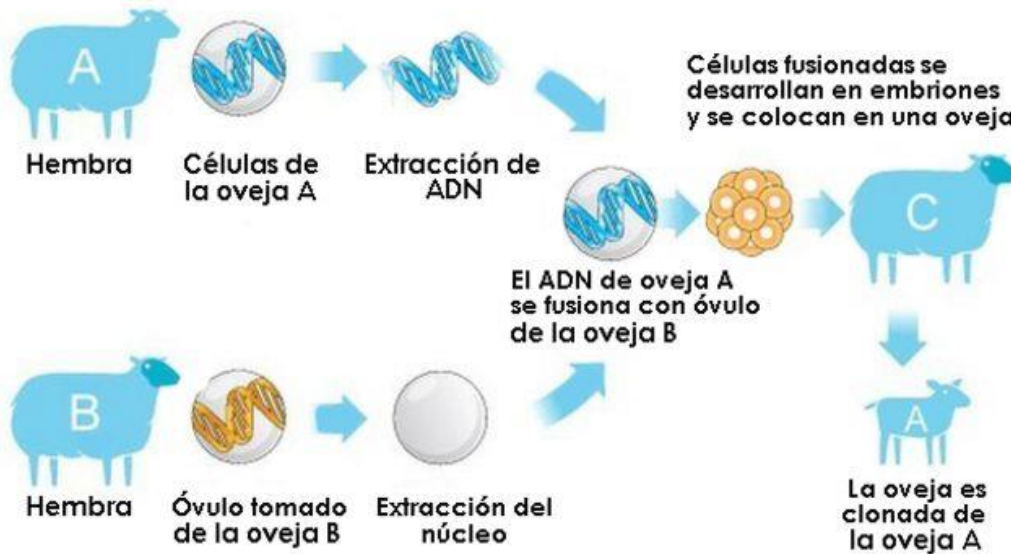 A
Hembra
Células de
la oveja A
Extracción de
ADN
Células fusionadas se
desarrollan en embriones
y se colocan en una oveja
C
El ADN de oveja A
se fusiona con óvulo
de la oveja B
B
Hembra
Óvulo tomado
de la oveja B
Extracción del
núcleo
A
La oveja es
clonada de
la oveja A